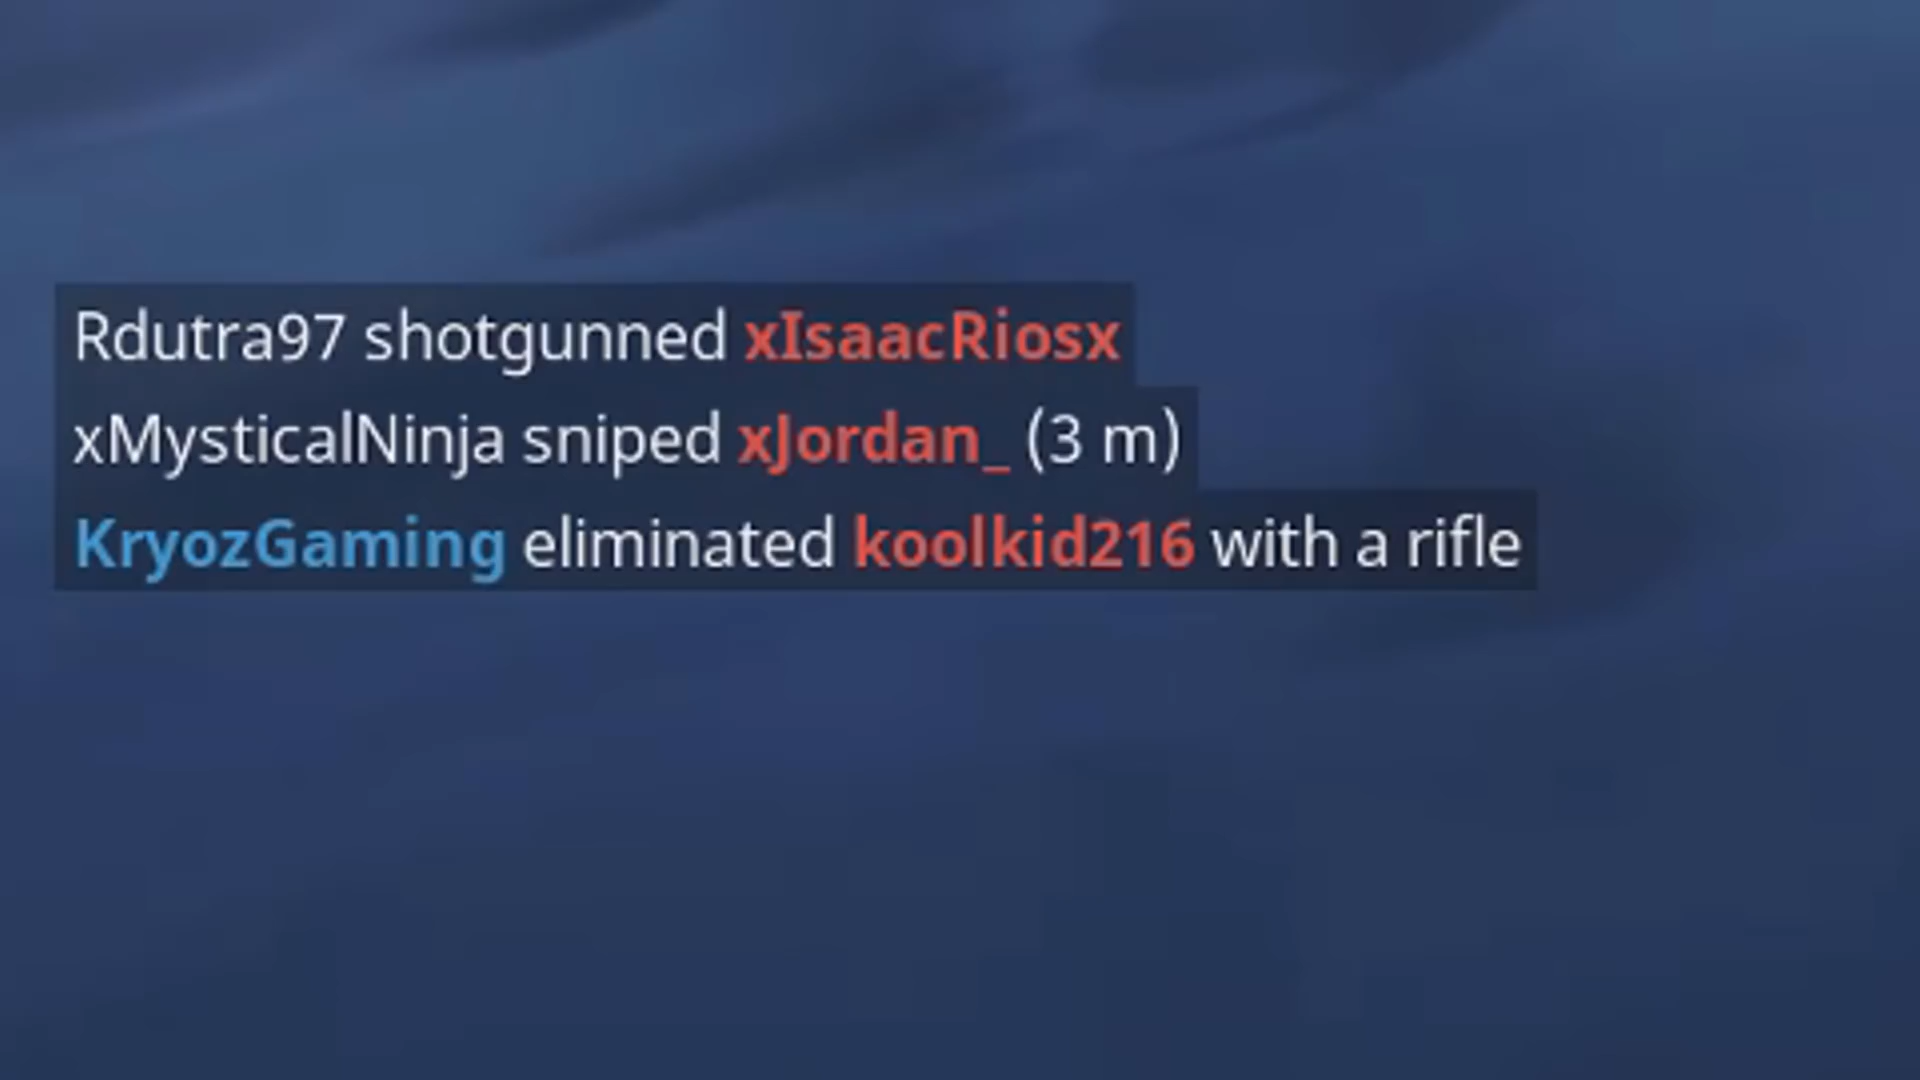 Rdutra97 shotgunned xIsaacRiosx
xMysticalNinja sniped xJordan_ (3 m)
KryozGaming eliminated koolkid216 with a rifle